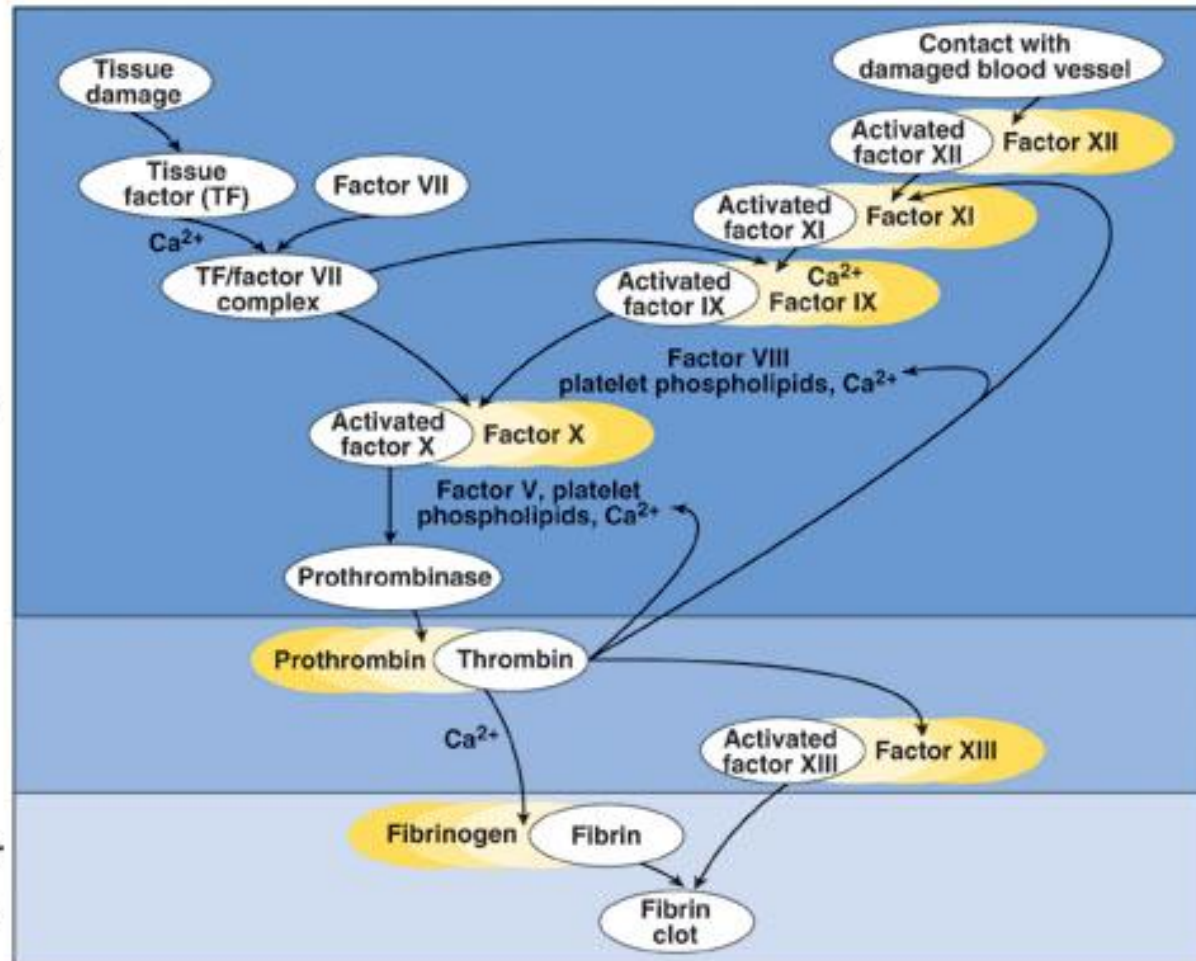 Contact with
damaged blood vessel
Tissue
damage
Activated
factor XII
Factor XII
Tissue
factor (TF)
Factor VII
Activated
factor XI
Factor XI
Ca²⁺
TF/factor VII
complex
Activated
factor IX
Ca²⁺
Factor IX
Factor VIII
platelet phospholipids, Ca²⁺
Activated
factor X
Factor X
Factor V, platelet
phospholipids, Ca²⁺
Prothrombinase
Prothrombin
Thrombin
Ca²⁺
Activated
factor XIII
Factor XIII
Fibrinogen
Fibrin
Fibrin
clot